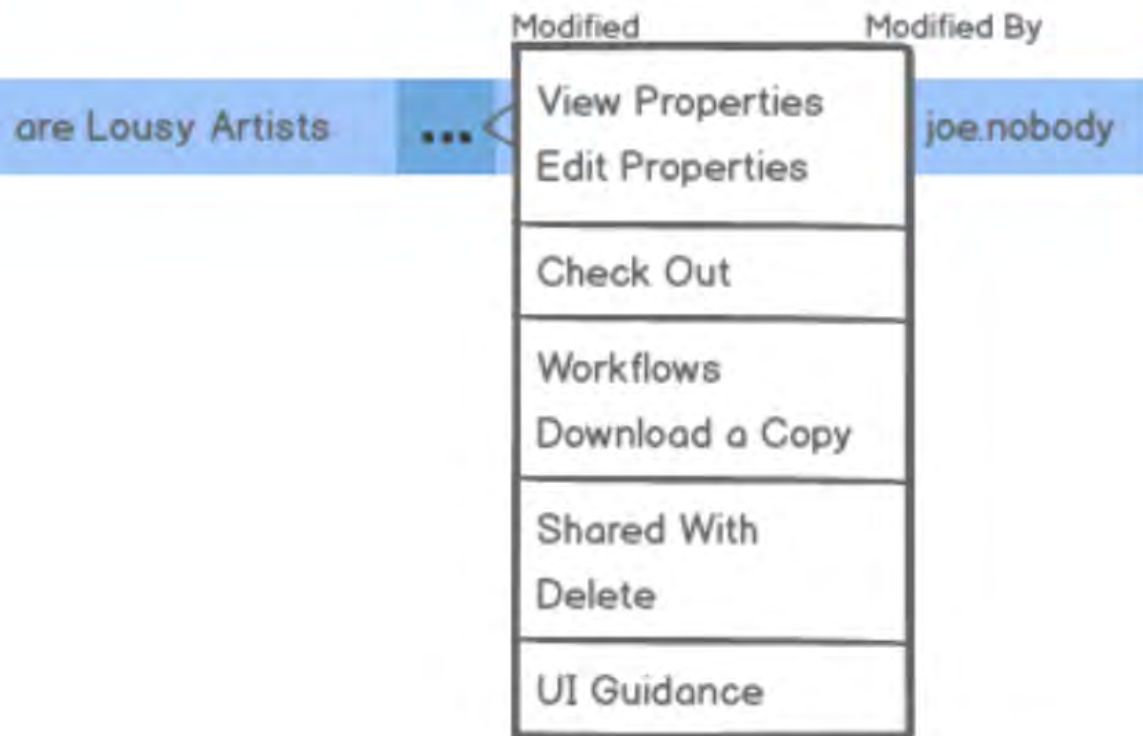 Modified Modified By
are Lousy Artists ... joe.nobody
View Properties
Edit Properties
Check Out
Workflows
Download a Copy
Shared With
Delete
UI Guidance